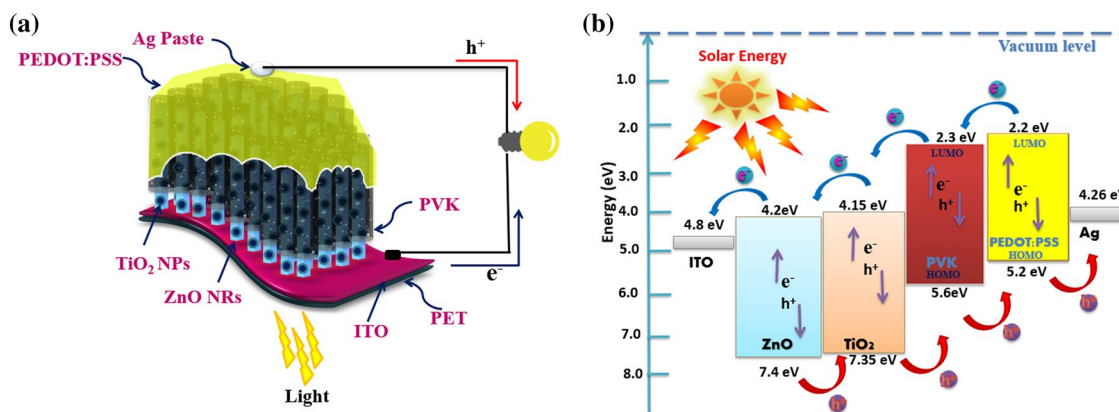 (a)
Ag Paste
h⁺
PEDOT:PSS
PVK
TiO₂ NPs
e⁻
ZnO NRs
ITO
PET
Light
(b)
Vacuum level
Solar Energy
Energy (eV)
1.0
2.0
3.0
4.0
5.0
6.0
7.0
8.0
4.8 eV
ITO
e⁻
4.2eV
e⁻
h⁺
ZnO
7.4 eV
e⁻
4.15 eV
e⁻
h⁺
TiO₂
7.35 eV
h⁺
e⁻
2.3 eV
LUMO
e⁻
h⁺
PVK
HOMO
5.6eV
h⁺
e⁻
2.2 eV
LUMO
e⁻
h⁺
PEDOT:PSS
HOMO
5.2 eV
h⁺
4.26 eV
Ag
h⁺